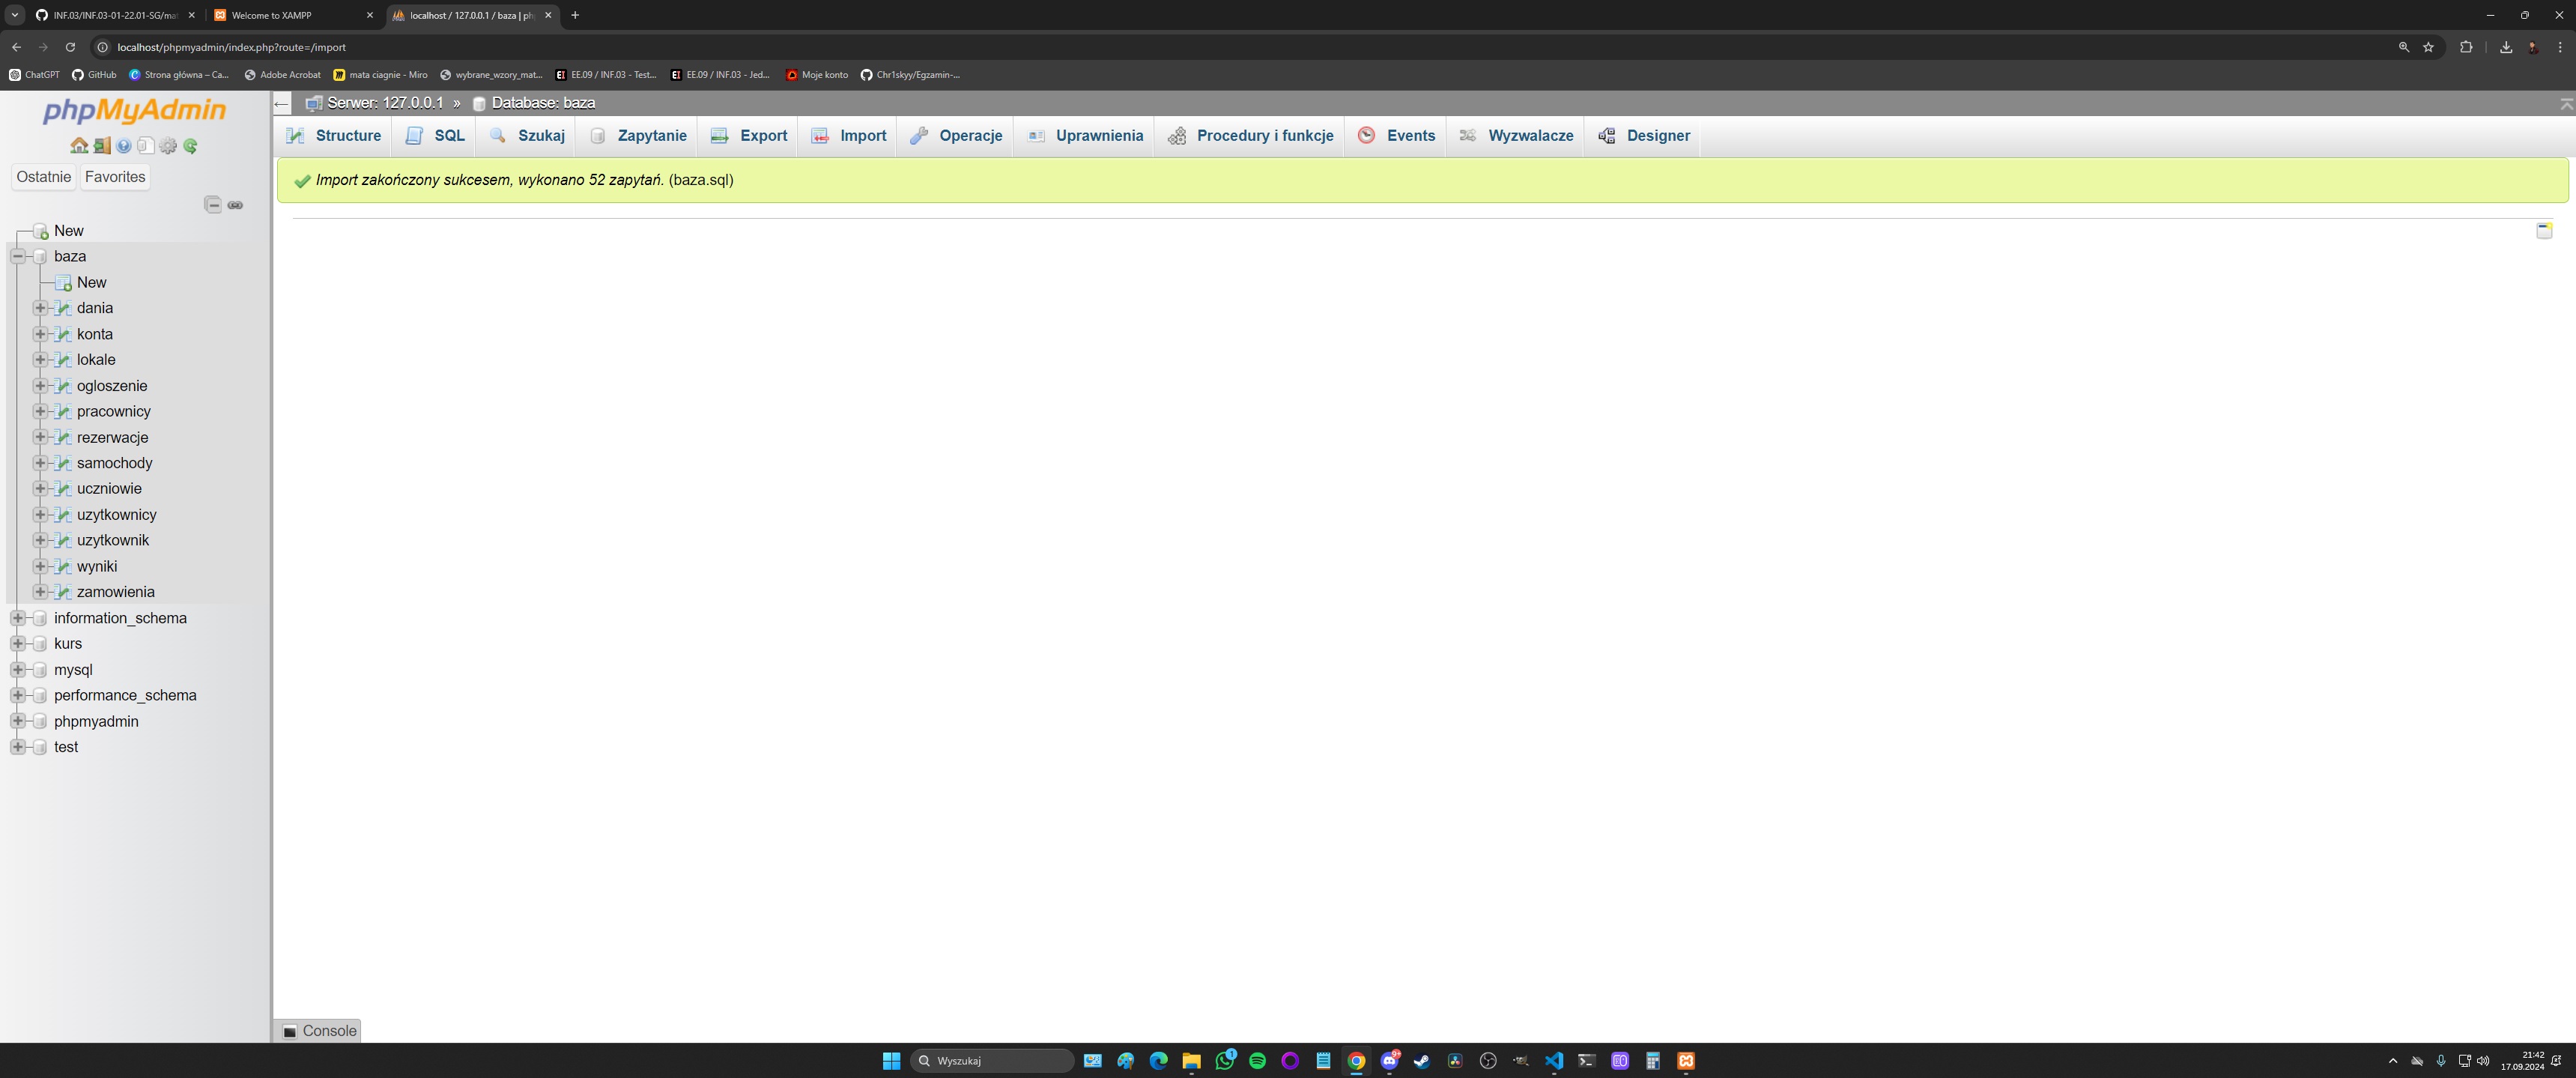 INF.03/INF.03-01-22.01-SG/mat
Welcome to XAMPP
localhost / 127.0.0.1 / baza | ph
localhost/phpmyadmin/index.php?route=/import
ChatGPT
GitHub
Strona główna – Ca...
Adobe Acrobat
mata ciagnie - Miro
wybrane_wzory_mat...
EE.09 / INF.03 - Test...
EE.09 / INF.03 - Jed...
Moje konto
Chr1skyy/Egzamin-...
phpMyAdmin
Ostatnie
Favorites
New
baza
New
dania
konta
lokale
ogloszenie
pracownicy
rezerwacje
samochody
uczniowie
uzytkownicy
uzytkownik
wyniki
zamowienia
information_schema
kurs
mysql
performance_schema
phpmyadmin
test
Serwer: 127.0.0.1 » Database: baza
Structure
SQL
Szukaj
Zapytanie
Export
Import
Operacje
Uprawnienia
Procedury i funkcje
Events
Wyzwalacze
Designer
Import zakończony sukcesem, wykonano 52 zapytań. (baza.sql)
Console
Wyszukaj
1
9+
21:42
17.09.2024